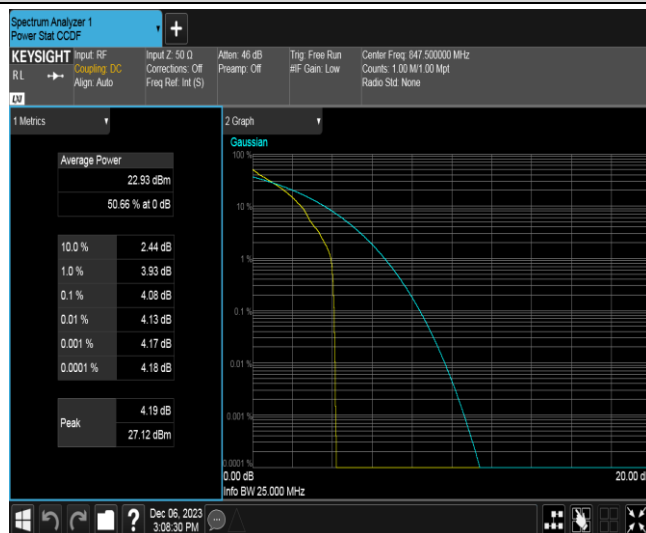 Spectrum Analyzer 1
Power Stat CCDF
+
KEYSIGHT
RL
LXI
Input: RF
Coupling: DC
Align: Auto
Input Z: 50 Ω
Corrections: Off
Freq Ref: Int (S)
Atten: 46 dB
Preamp: Off
Trig: Free Run
#IF Gain: Low
Center Freq: 847.500000 MHz
Counts: 1.00 M/1.00 Mpt
Radio Std: None
1 Metrics
Average Power
22.93 dBm
50.66 % at 0 dB
10.0 % 2.44 dB
1.0 % 3.93 dB
0.1 % 4.08 dB
0.01 % 4.13 dB
0.001 % 4.17 dB
0.0001 % 4.18 dB
Peak
4.19 dB
27.12 dBm
2 Graph
Gaussian
100 %
10 %
1 %
0.1 %
0.01 %
0.001 %
0.0001 %
0.00 dB
20.00 d
Info BW 25.000 MHz
?
Dec 06, 2023
3:08:30 PM